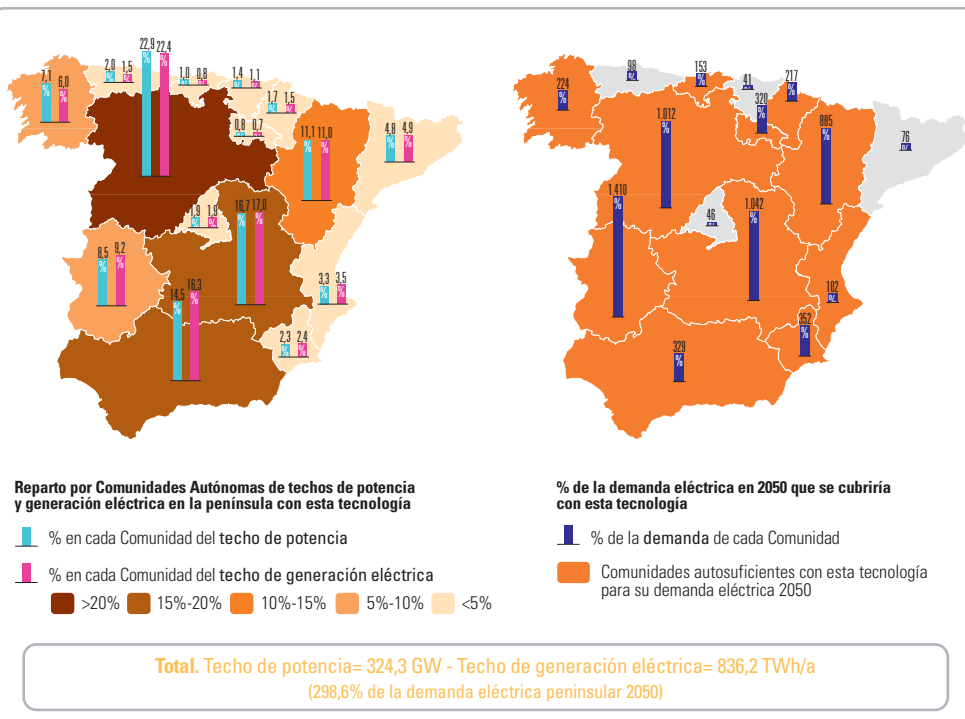 22,9 % 22,4 %
7,1 % 6,0 %
2,0 % 1,5 %
1,0 % 0,8 %
1,4 % 1,1 %
1,7 % 1,5 %
0,8 % 0,7 %
11,1 % 11,0 %
4,8 % 4,9 %
1,9 % 1,9 %
16,7 % 17,0 %
8,5 % 9,2 %
14,5 % 16,3 %
3,3 % 3,5 %
2,3 % 2,4 %
224 %
98 %
153 %
41 %
217 %
320 %
1.012 %
885 %
76 %
1.410 %
46 %
1.042 %
102 %
352 %
329 %
Reparto por Comunidades Autónomas de techos de potencia
y generación eléctrica en la península con esta tecnología
% en cada Comunidad del techo de potencia
% en cada Comunidad del techo de generación eléctrica
>20% 15%-20% 10%-15% 5%-10% <5%
% de la demanda eléctrica en 2050 que se cubriría
con esta tecnología
% de la demanda de cada Comunidad
Comunidades autosuficientes con esta tecnología
para su demanda eléctrica 2050
Total. Techo de potencia= 324,3 GW - Techo de generación eléctrica= 836,2 TWh/a
(298,6% de la demanda eléctrica peninsular 2050)